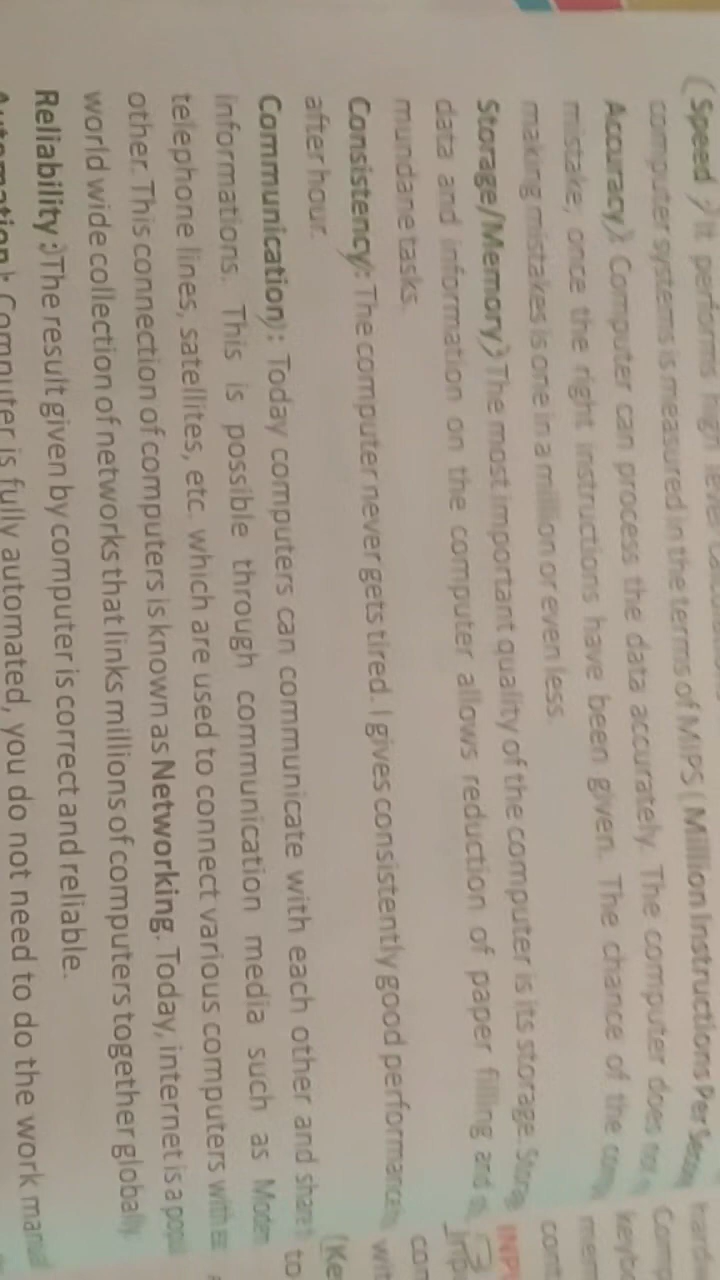 (Speed :) It performs high level
computer systems is measured in the terms of MIPS ( Million Instructions Per
Accuracy): Computer can process the data accurately. The computer does not
mistake; once the right instructions have been given. The chance of the
making mistakes is one in a million or even less.
Storage/Memory:) The most important quality of the computer is its storage.
data and information on the computer allows reduction of paper filling and
mundane tasks.
Consistency: The computer never gets tired. I gives consistently good performance
after hour.
Communication): Today computers can communicate with each other and share
informations. This is possible through communication media such as Modem
telephone lines, satellites, etc. which are used to connect various computers with
other. This connection of computers is known as Networking. Today, internet is a
world wide collection of networks that links millions of computers together globally
Reliability :) The result given by computer is correct and reliable.
Automation): Computer is fully automated, you do not need to do the work